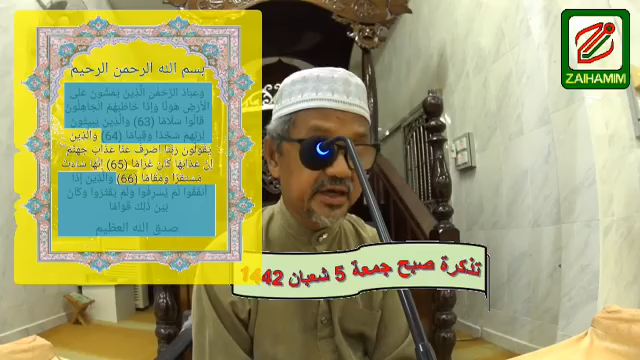 بسم الله الرحمن الرحيم
وعباد الرحمن الذين يمشون على
الأرض هونا وإذا خاطبهم الجاهلون
قالوا سلاما (63) والذين يبيتون
لربهم سجدا وقياما (64) والذين
يقولون ربنا اصرف عنا عذاب جهنم
إن عذابها كان غراما (65) إنها ساءت
مستقرا ومقاما (66) والذين إذا
أنفقوا لم يسرفوا ولم يقتروا وكان
بين ذلك قواما
صدق الله العظيم
ZAIHAMIM
تذكرة صبح جمعة 5 شعبان 1442